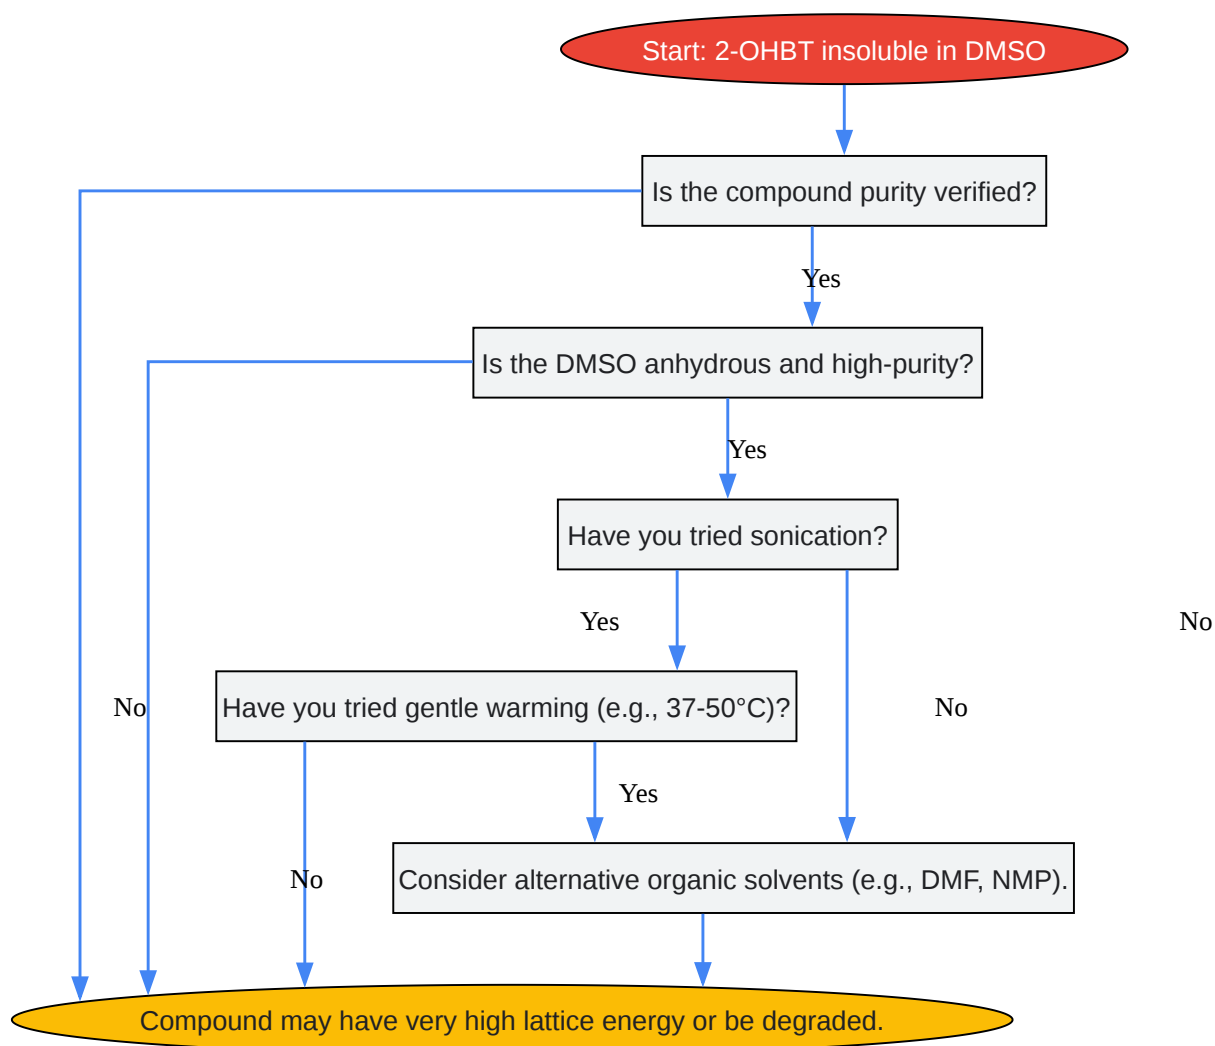 Start: 2-OHBT insoluble in DMSO
Is the compound purity verified?
Yes
Is the DMSO anhydrous and high-purity?
Yes
Have you tried sonication?
Yes
No
Have you tried gentle warming (e.g., 37-50°C)?
No
No
Yes
Consider alternative organic solvents (e.g., DMF, NMP).
No
Compound may have very high lattice energy or be degraded.